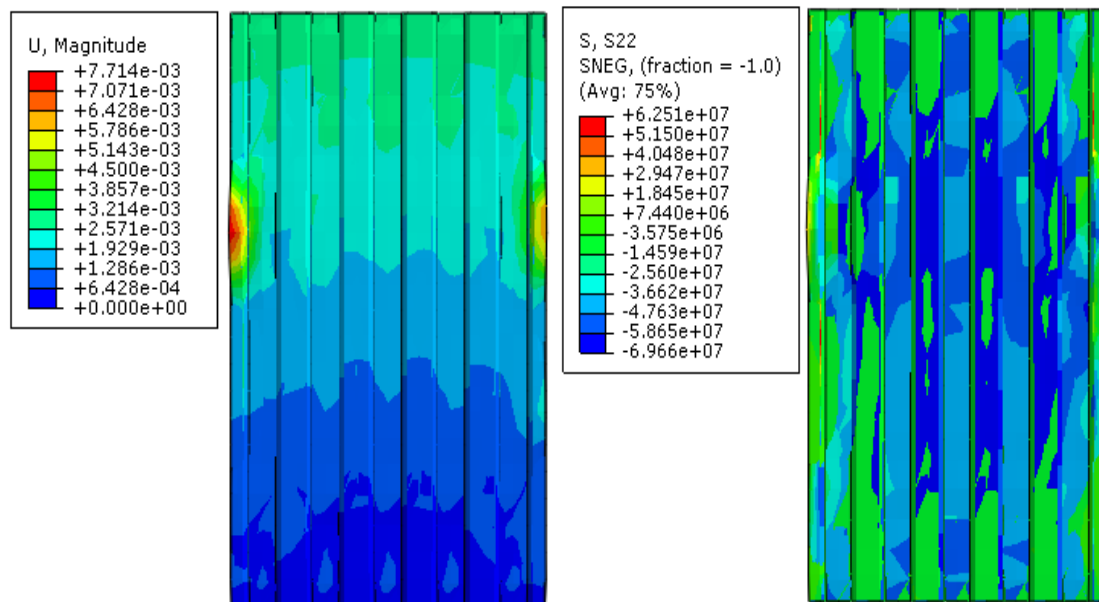 U, Magnitude
+7.714e-03
+7.071e-03
+6.428e-03
+5.786e-03
+5.143e-03
+4.500e-03
+3.857e-03
+3.214e-03
+2.571e-03
+1.929e-03
+1.286e-03
+6.428e-04
+0.000e+00
S, S22
SNEG, (fraction = -1.0)
(Avg: 75%)
+6.251e+07
+5.150e+07
+4.048e+07
+2.947e+07
+1.845e+07
+7.440e+06
-3.575e+06
-1.459e+07
-2.560e+07
-3.662e+07
-4.763e+07
-5.865e+07
-6.966e+07